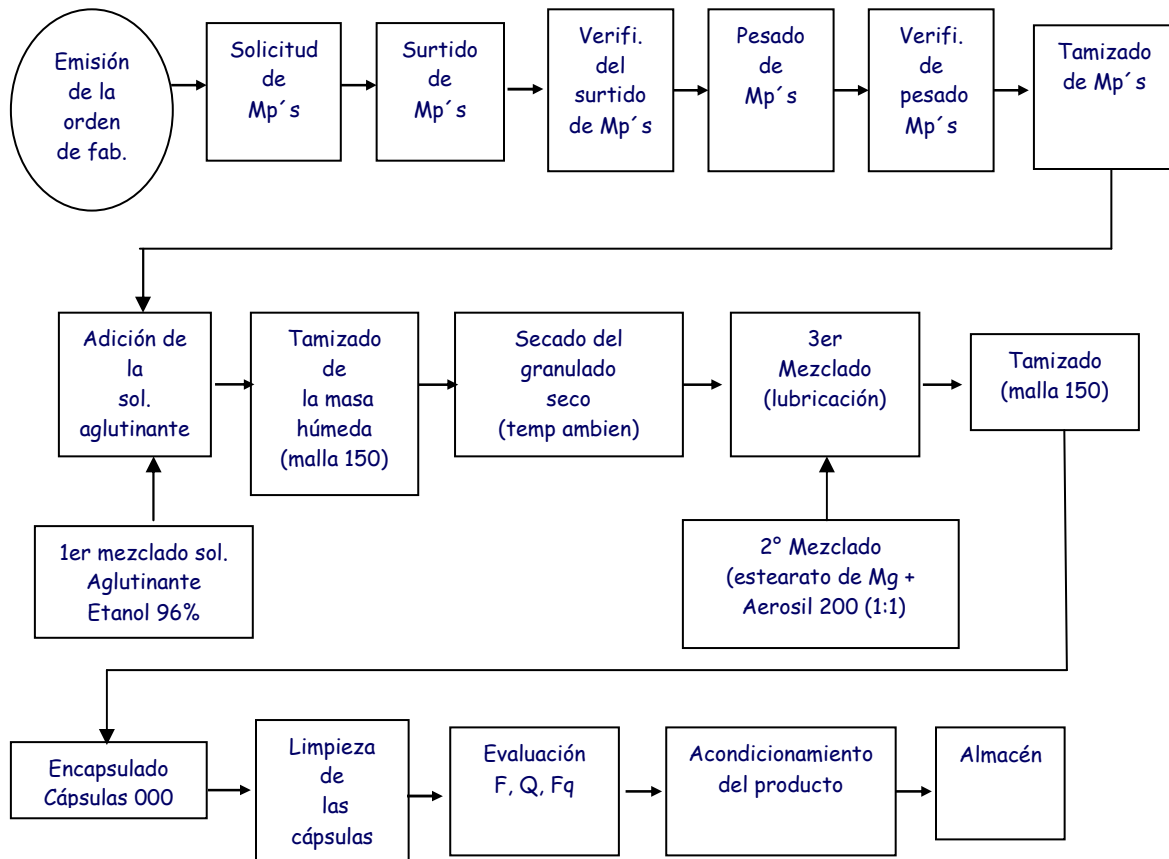 Emisión
de la
orden
de fab.
Solicitud
de
Mp´s
Surtido
de
Mp´s
Verifi.
del
surtido
de Mp´s
Pesado
de
Mp´s
Verifi.
de
pesado
Mp´s
Tamizado
de Mp´s
Adición de
la
sol.
aglutinante
Tamizado
de
la masa
húmeda
(malla 150)
Secado del
granulado
seco
(temp ambien)
3er
Mezclado
(lubricación)
Tamizado
(malla 150)
1er mezclado sol.
Aglutinante
Etanol 96%
2° Mezclado
(estearato de Mg +
Aerosil 200 (1:1)
Encapsulado
Cápsulas 000
Limpieza
de
las
cápsulas
Evaluación
F, Q, Fq
Acondicionamiento
del producto
Almacén